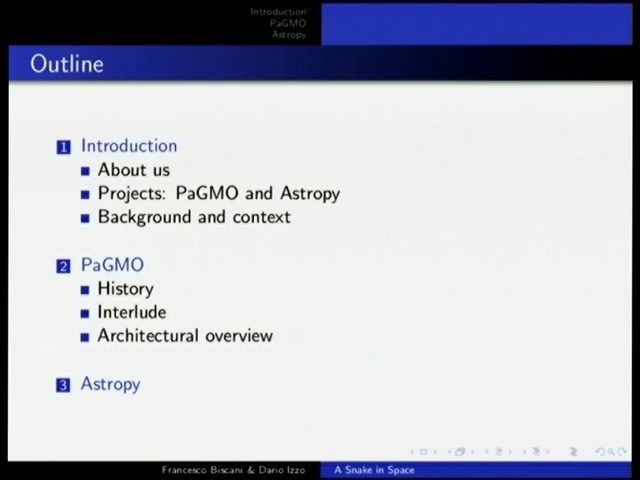 Introduction
PaGMO
Astropy
Outline
1 Introduction
About us
Projects: PaGMO and Astropy
Background and context
2 PaGMO
History
Interlude
Architectural overview
3 Astropy
Francesco Biscani & Dario Izzo
A Snake in Space